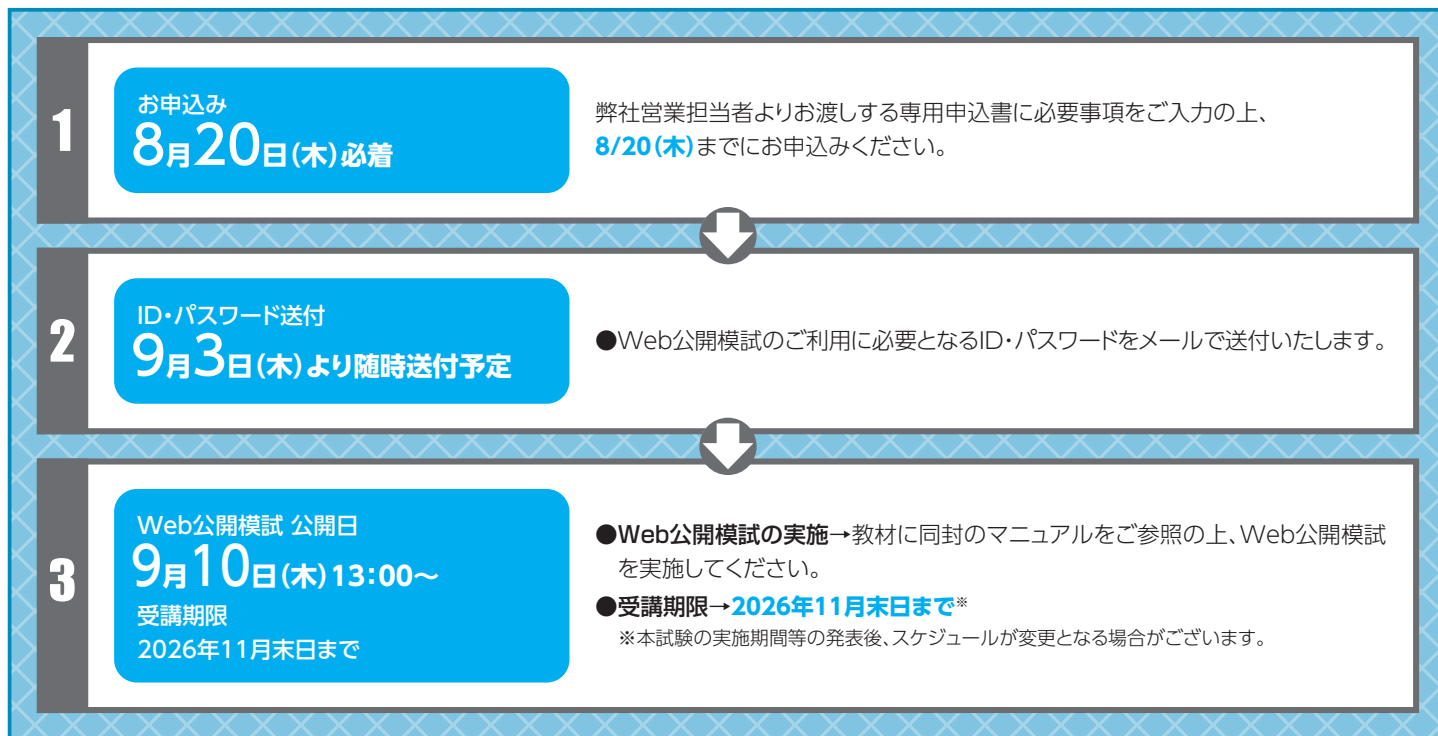 1
お申込み
8月20日(木)必着
弊社営業担当者よりお渡しする専用申込書に必要事項をご入力の上、
8/20(木)までにお申込みください。
2
ID・パスワード送付
9月3日(木)より随時送付予定
●Web公開模試のご利用に必要となるID・パスワードをメールで送付いたします。
3
Web公開模試 公開日
9月10日(木)13:00〜
受講期限
2026年11月末日まで
●Web公開模試の実施→教材に同封のマニュアルをご参照の上、Web公開模試
を実施してください。
●受講期限→2026年11月末日まで※
※本試験の実施期間等の発表後、スケジュールが変更となる場合がございます。